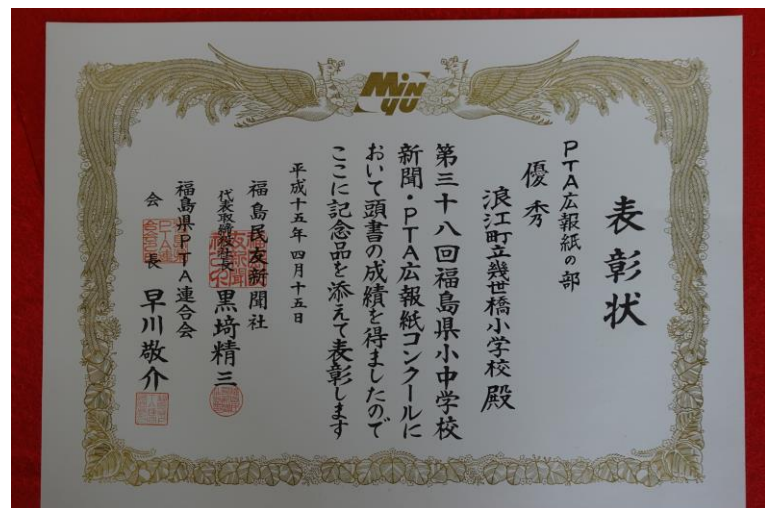 MiN YU
表彰状
PTA広報紙の部
優秀
浪江町立幾世橋小学校 殿
第三十八回福島県小中学校
新聞・PTA広報紙コンクールに
おいて頭書の成績を得ましたので
ここに記念品を添えて表彰します
平成十五年四月十五日
福島民友新聞社
代表取締役社長 黒埼精三
福島県PTA連合会
会長 早川敬介